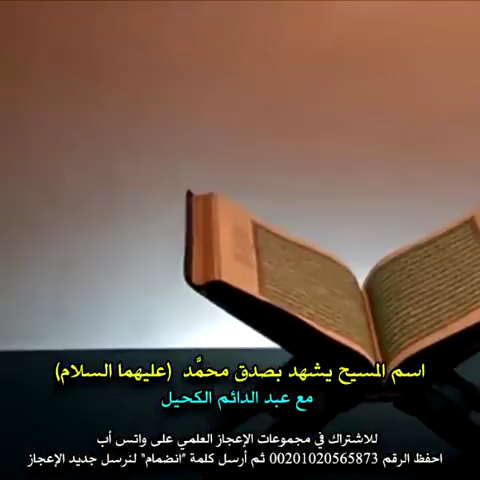 اسم المسيح يشهد بصدق محمَّد (عليهما السلام)
مع عبد الدائم الكحيل
للاشتراك في مجموعات الإعجاز العلمي على واتس أب
احفظ الرقم 00201020565873 ثم أرسل كلمة "انضمام" لنرسل جديد الإعجاز